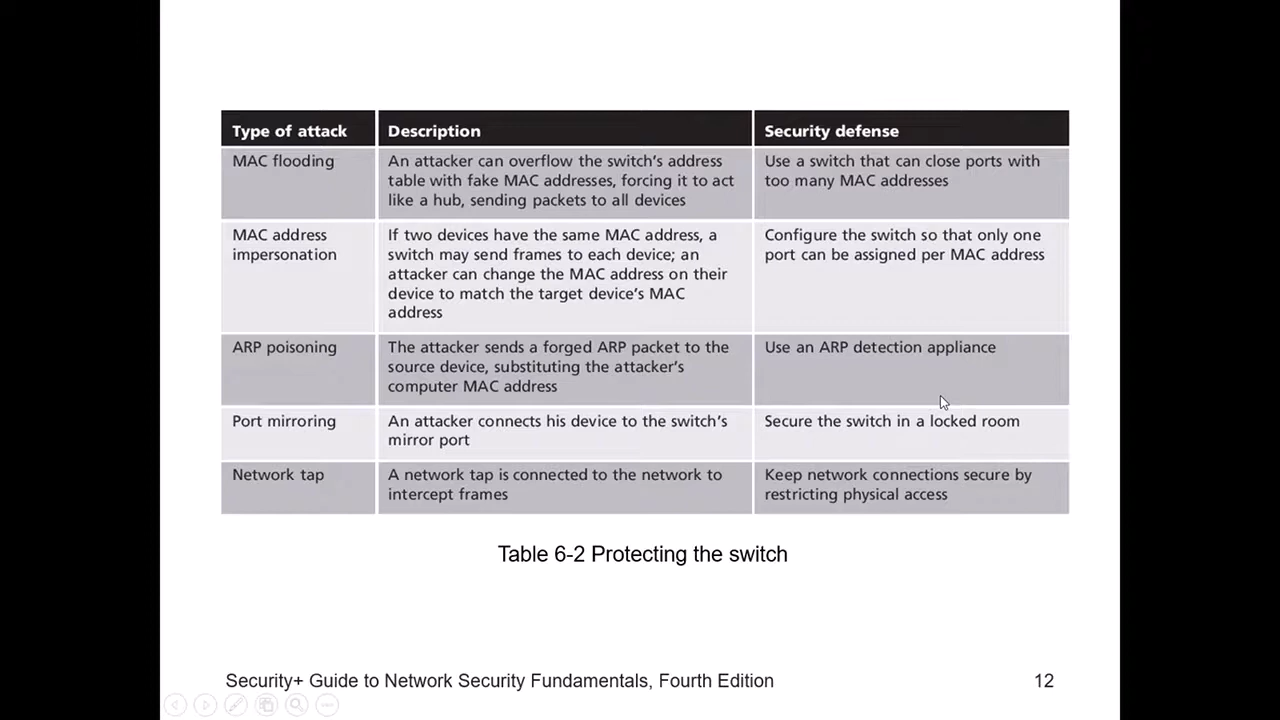 Type of attack Description Security defense
MAC flooding An attacker can overflow the switch's address Use a switch that can close ports with
table with fake MAC addresses, forcing it to act too many MAC addresses
like a hub, sending packets to all devices
MAC address If two devices have the same MAC address, a Configure the switch so that only one
impersonation switch may send frames to each device; an port can be assigned per MAC address
attacker can change the MAC address on their
device to match the target device's MAC
address
ARP poisoning The attacker sends a forged ARP packet to the Use an ARP detection appliance
source device, substituting the attacker's
computer MAC address
Port mirroring An attacker connects his device to the switch's Secure the switch in a locked room
mirror port
Network tap A network tap is connected to the network to Keep network connections secure by
intercept frames restricting physical access
Table 6-2 Protecting the switch
Security+ Guide to Network Security Fundamentals, Fourth Edition 12